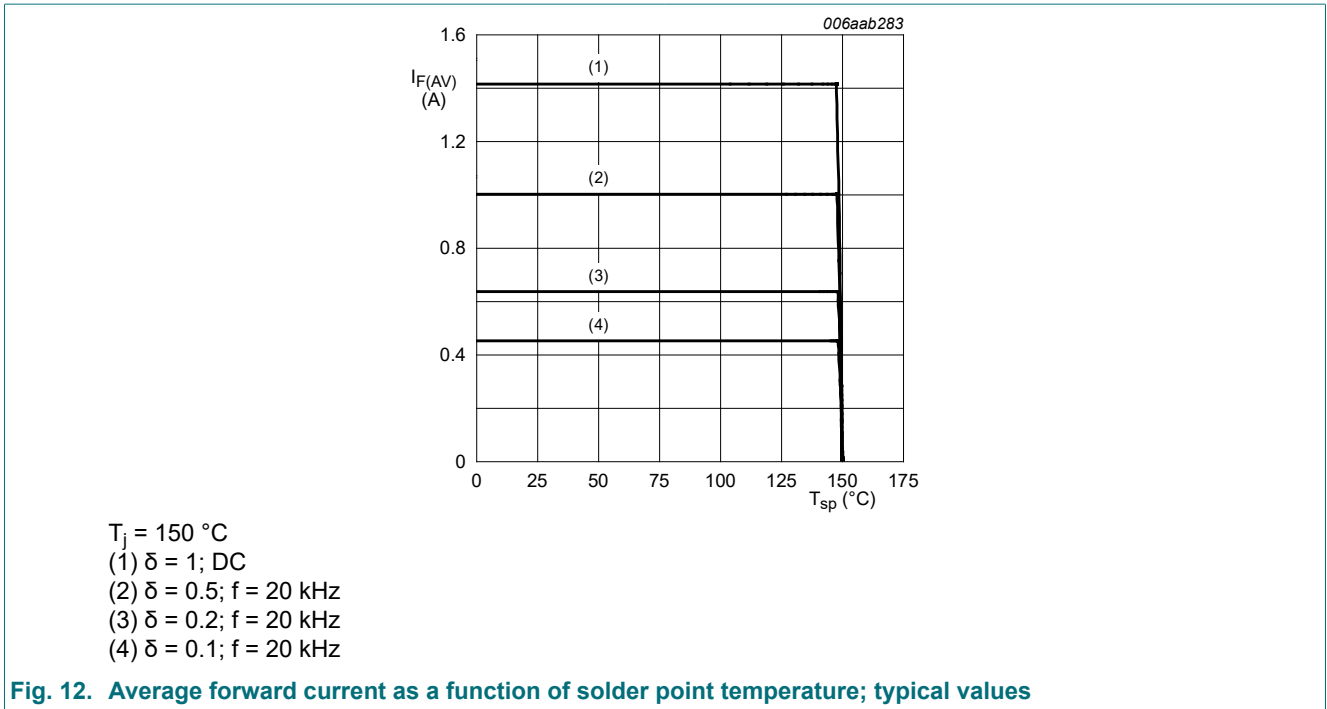 006aab283
1.6
I_F(AV)
(A)
1.2
0.8
0.4
0
(1)
(2)
(3)
(4)
0 25 50 75 100 125 150 175
T_sp (°C)
T_j = 150 °C
(1) δ = 1; DC
(2) δ = 0.5; f = 20 kHz
(3) δ = 0.2; f = 20 kHz
(4) δ = 0.1; f = 20 kHz
Fig. 12. Average forward current as a function of solder point temperature; typical values